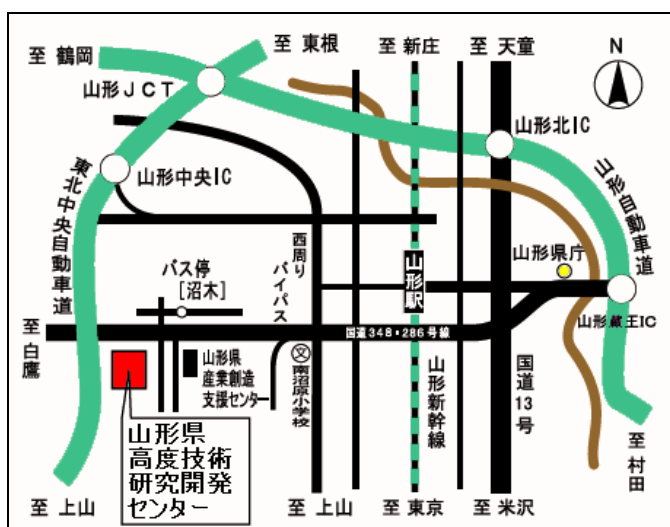 至 鶴岡
至 東根
至 新庄
至 天童
N
山形JCT
山形北IC
山形中央IC
東北中央自動車道
山形自動車道
西周り
バイパス
バス停
[沼木]
山形駅
山形県庁
山形蔵王IC
至 白鷹
国道348・286号線
山形県
産業創造
支援センター
文
南沼原小学校
山形新幹線
国道13号
山形県
高度技術
研究開発
センター
至 村田
至 上山
至 上山
至 東京
至 米沢